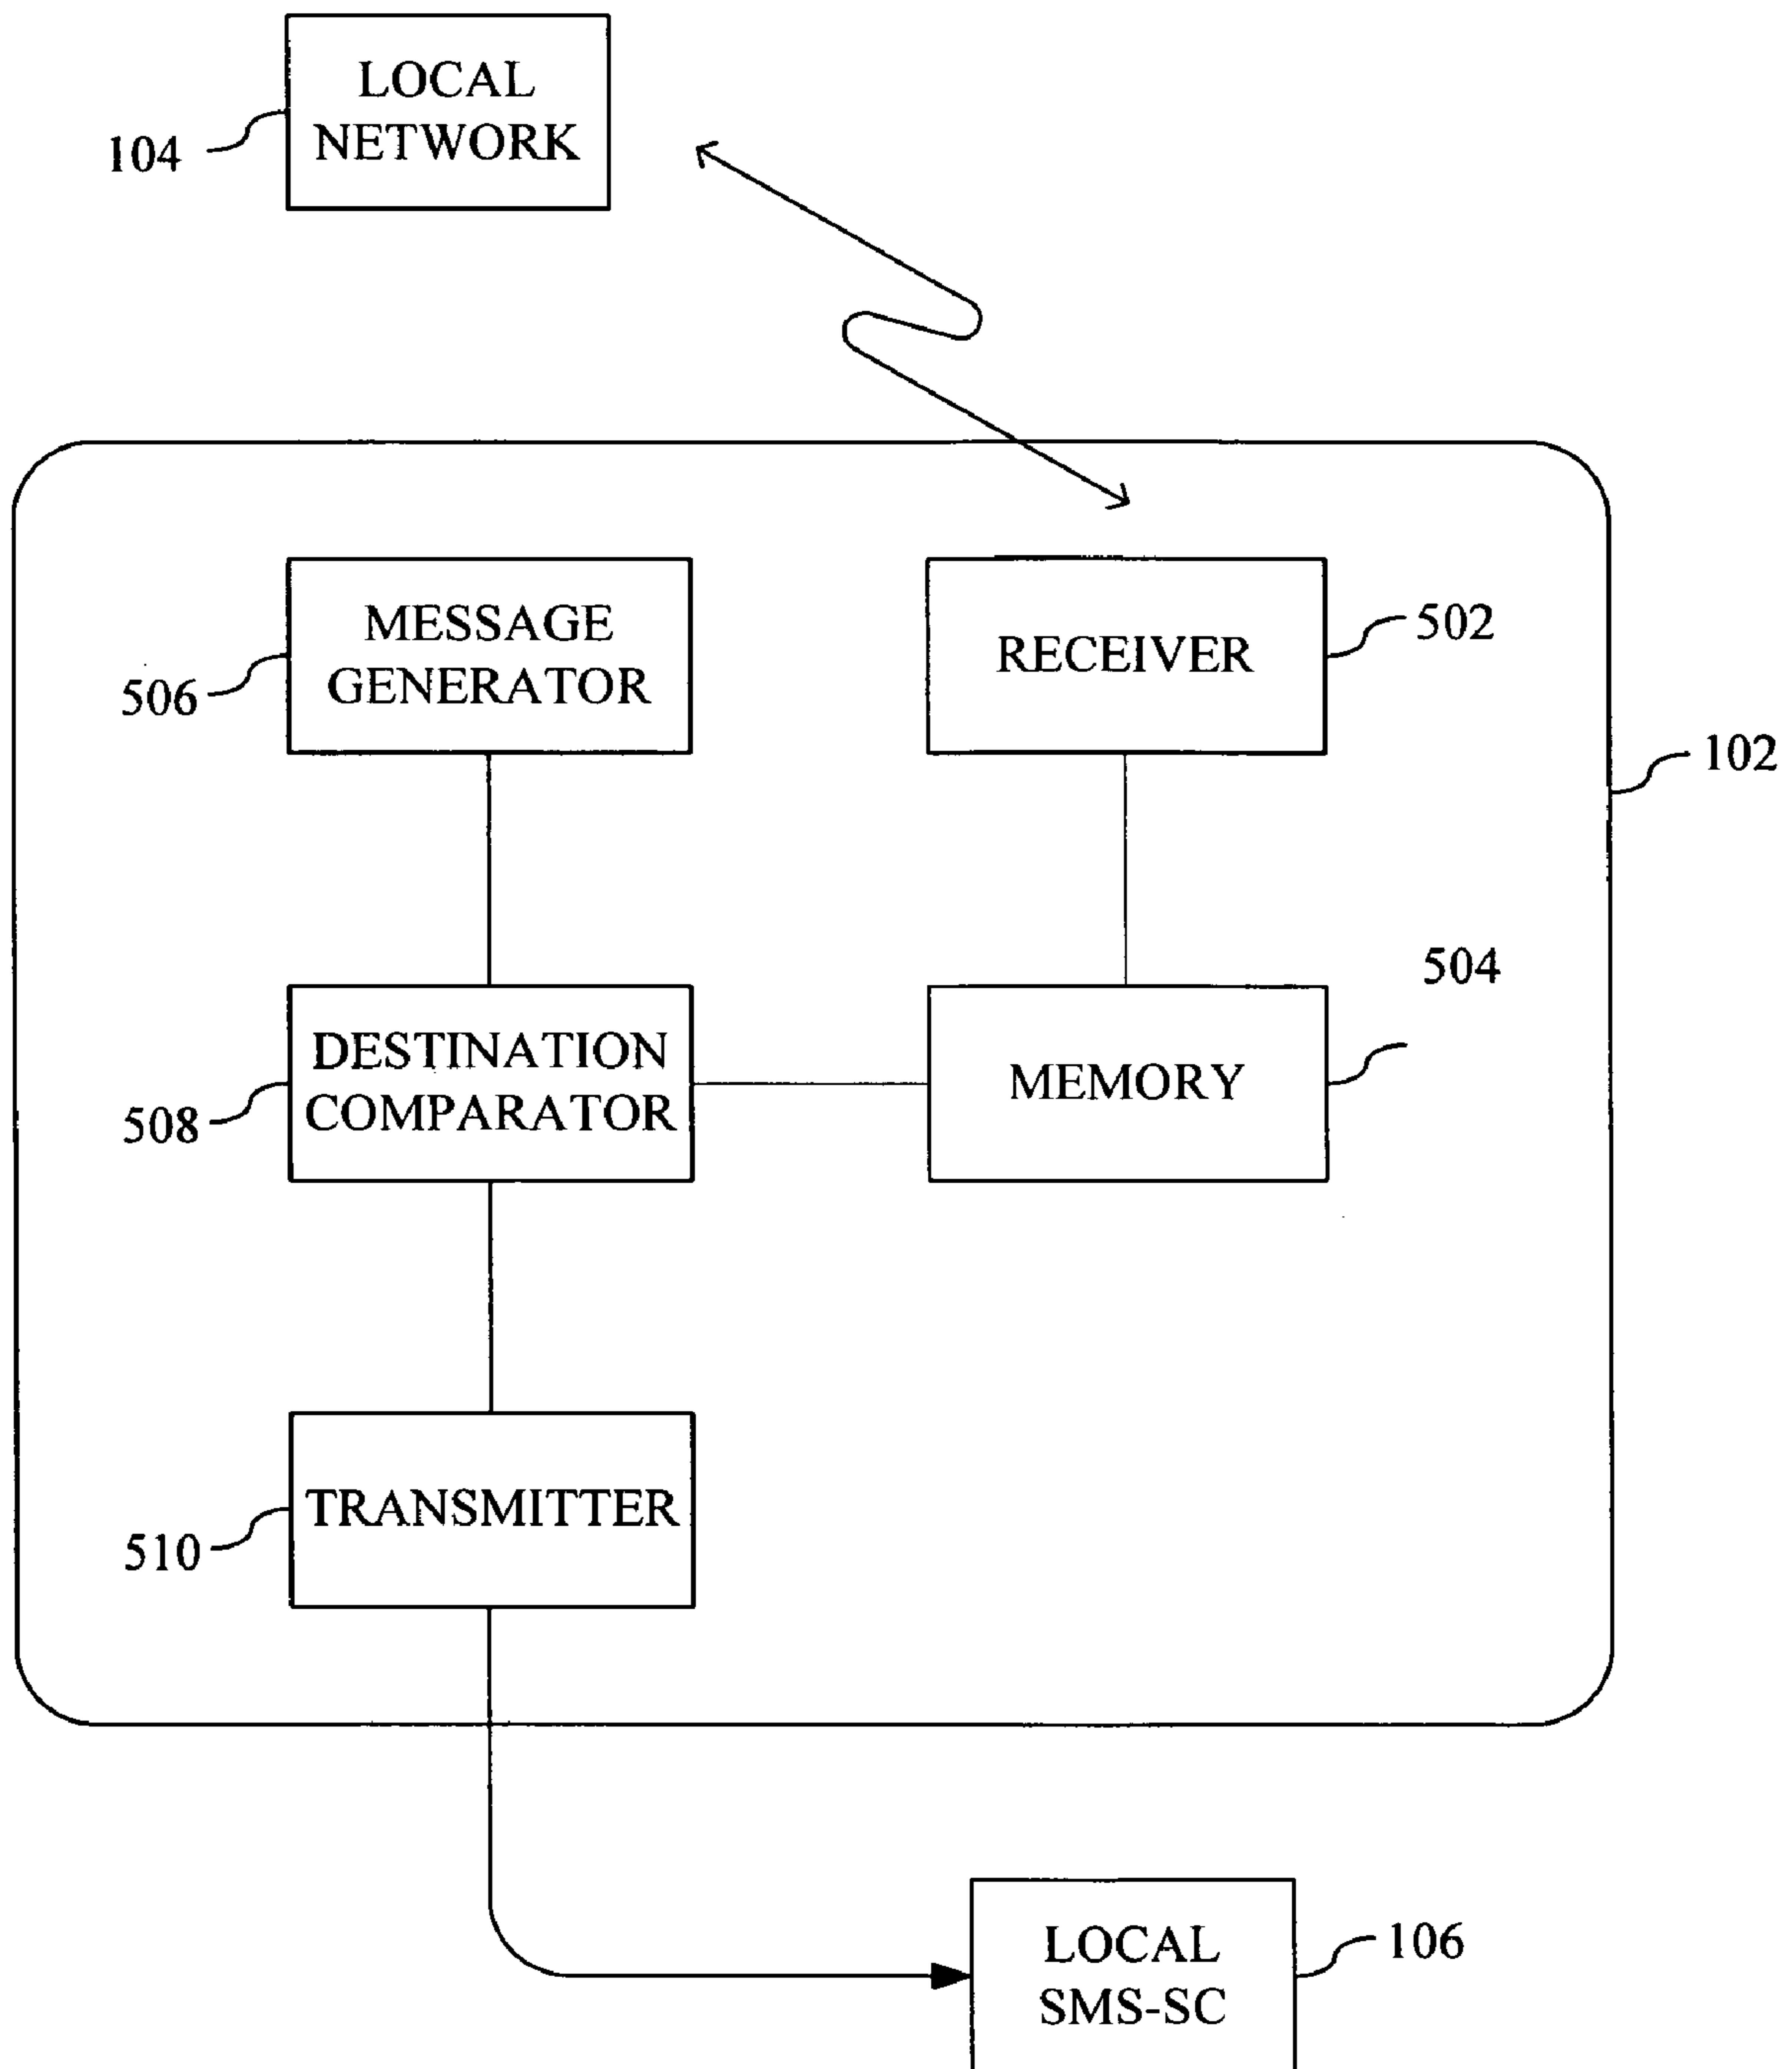 LOCAL
NETWORK
104
MESSAGE
GENERATOR
506
RECEIVER
502
102
504
DESTINATION
COMPARATOR
508
MEMORY
TRANSMITTER
510
LOCAL
SMS-SC
106